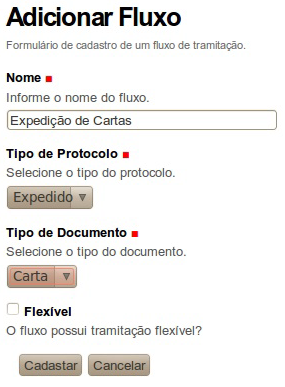 Adicionar Fluxo
Formulário de cadastro de um fluxo de tramitação.
Nome
Informe o nome do fluxo.
Expedição de Cartas
Tipo de Protocolo
Selecione o tipo do protocolo.
Expedido
Tipo de Documento
Selecione o tipo do documento.
Carta
Flexível
O fluxo possui tramitação flexível?
Cadastar Cancelar